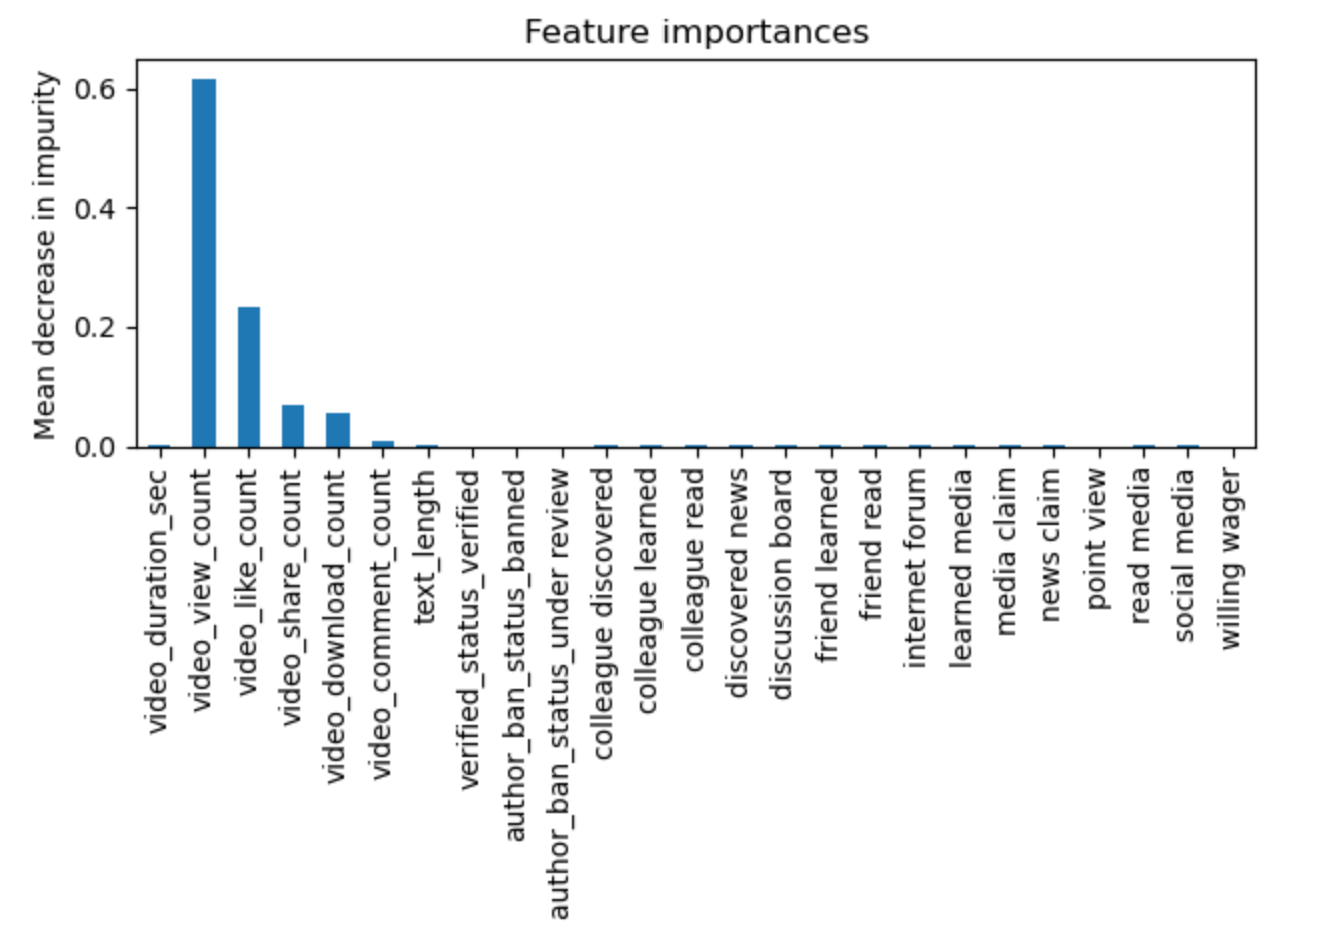 Feature importances
Mean decrease in impurity
0.6
0.4
0.2
0.0
video_duration_sec
video_view_count
video_like_count
video_share_count
video_download_count
video_comment_count
text_length
verified_status_verified
author_ban_status_banned
author_ban_status_under review
colleague discovered
colleague learned
colleague read
discovered news
discussion board
friend learned
friend read
internet forum
learned media
media claim
news claim
point view
read media
social media
willing wager